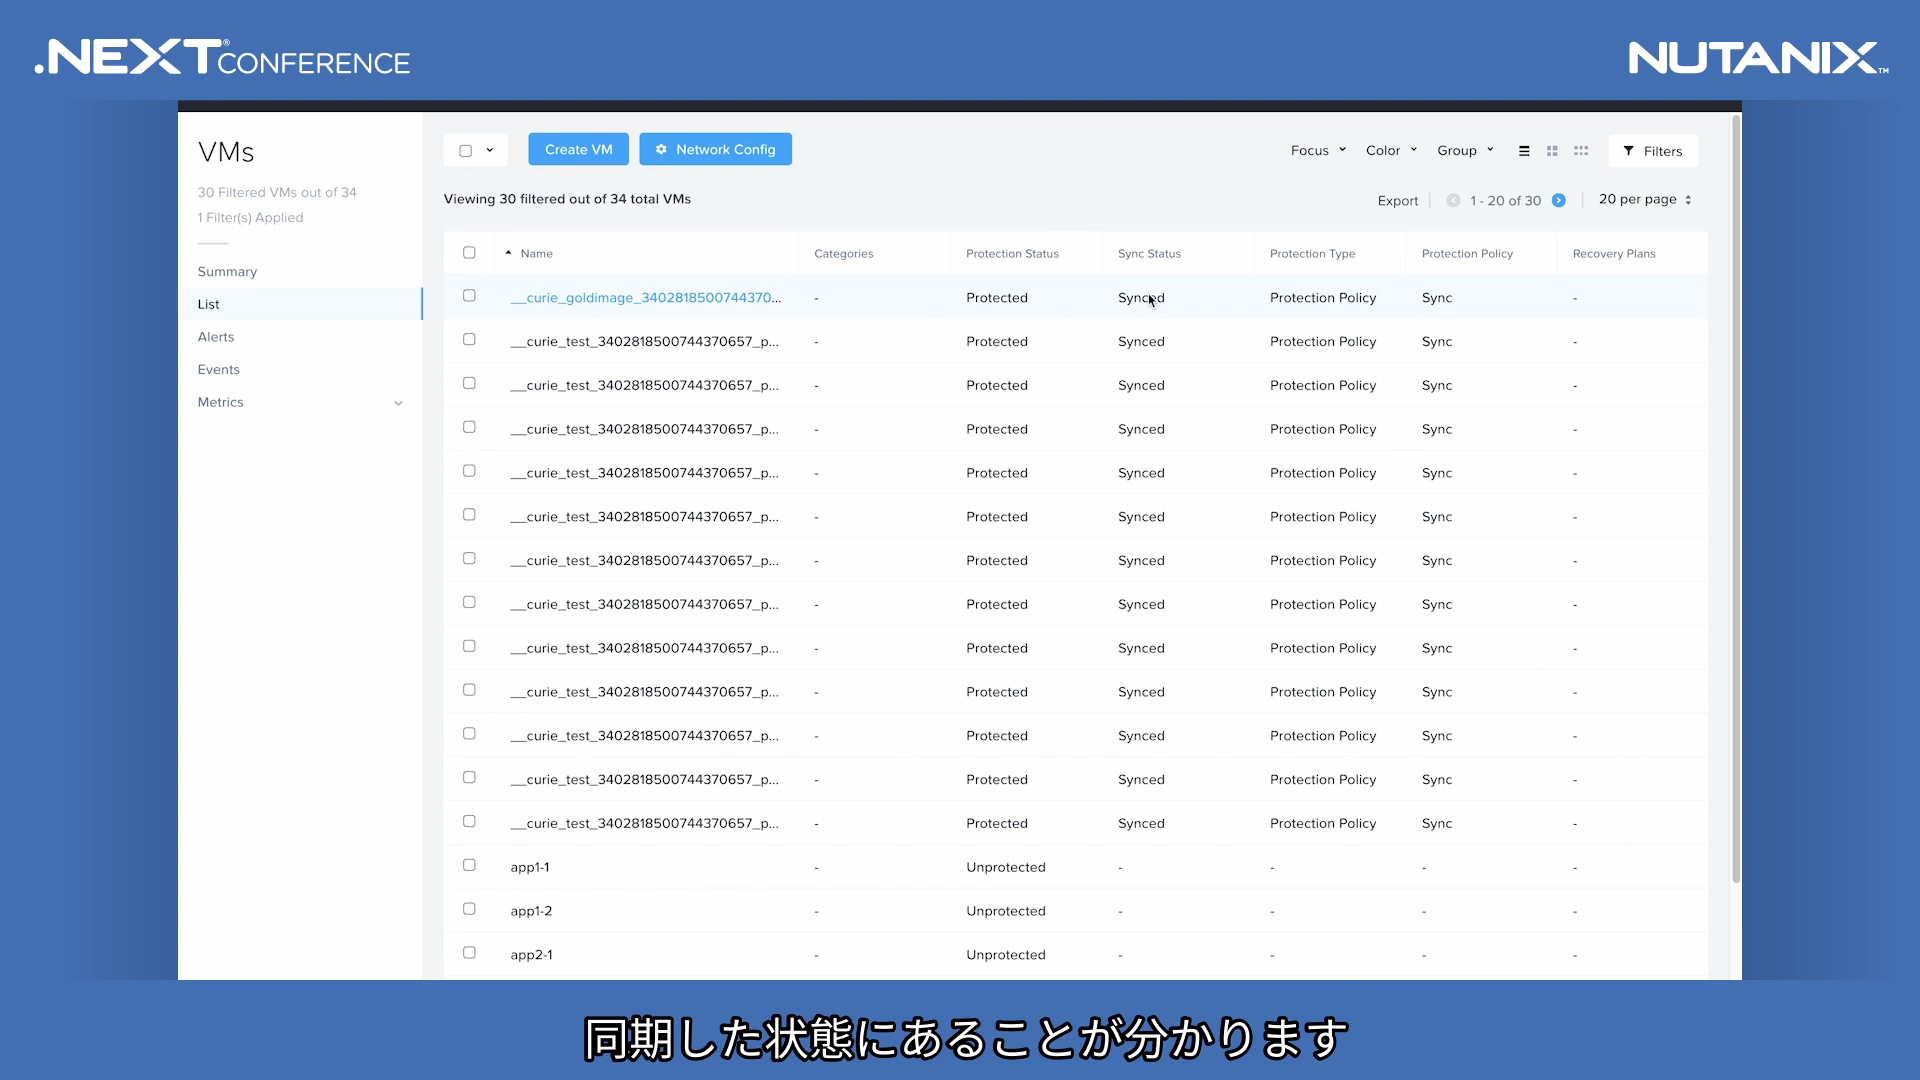 .NEXT® CONFERENCE
NUTANIX™
VMs
30 Filtered VMs out of 34
1 Filter(s) Applied
Summary
List
Alerts
Events
Metrics
Create VM
Network Config
Focus
Color
Group
Filters
Viewing 30 filtered out of 34 total VMs
Export
1 - 20 of 30
20 per page
Name Categories Protection Status Sync Status Protection Type Protection Policy Recovery Plans
__curie_goldimage_3402818500744370... - Protected Synced Protection Policy Sync -
__curie_test_3402818500744370657_p... - Protected Synced Protection Policy Sync -
__curie_test_3402818500744370657_p... - Protected Synced Protection Policy Sync -
__curie_test_3402818500744370657_p... - Protected Synced Protection Policy Sync -
__curie_test_3402818500744370657_p... - Protected Synced Protection Policy Sync -
__curie_test_3402818500744370657_p... - Protected Synced Protection Policy Sync -
__curie_test_3402818500744370657_p... - Protected Synced Protection Policy Sync -
__curie_test_3402818500744370657_p... - Protected Synced Protection Policy Sync -
__curie_test_3402818500744370657_p... - Protected Synced Protection Policy Sync -
__curie_test_3402818500744370657_p... - Protected Synced Protection Policy Sync -
__curie_test_3402818500744370657_p... - Protected Synced Protection Policy Sync -
__curie_test_3402818500744370657_p... - Protected Synced Protection Policy Sync -
__curie_test_3402818500744370657_p... - Protected Synced Protection Policy Sync -
app1-1 - Unprotected - - - -
app1-2 - Unprotected - - - -
app2-1 - Unprotected - - - -
同期した状態にあることが分かります